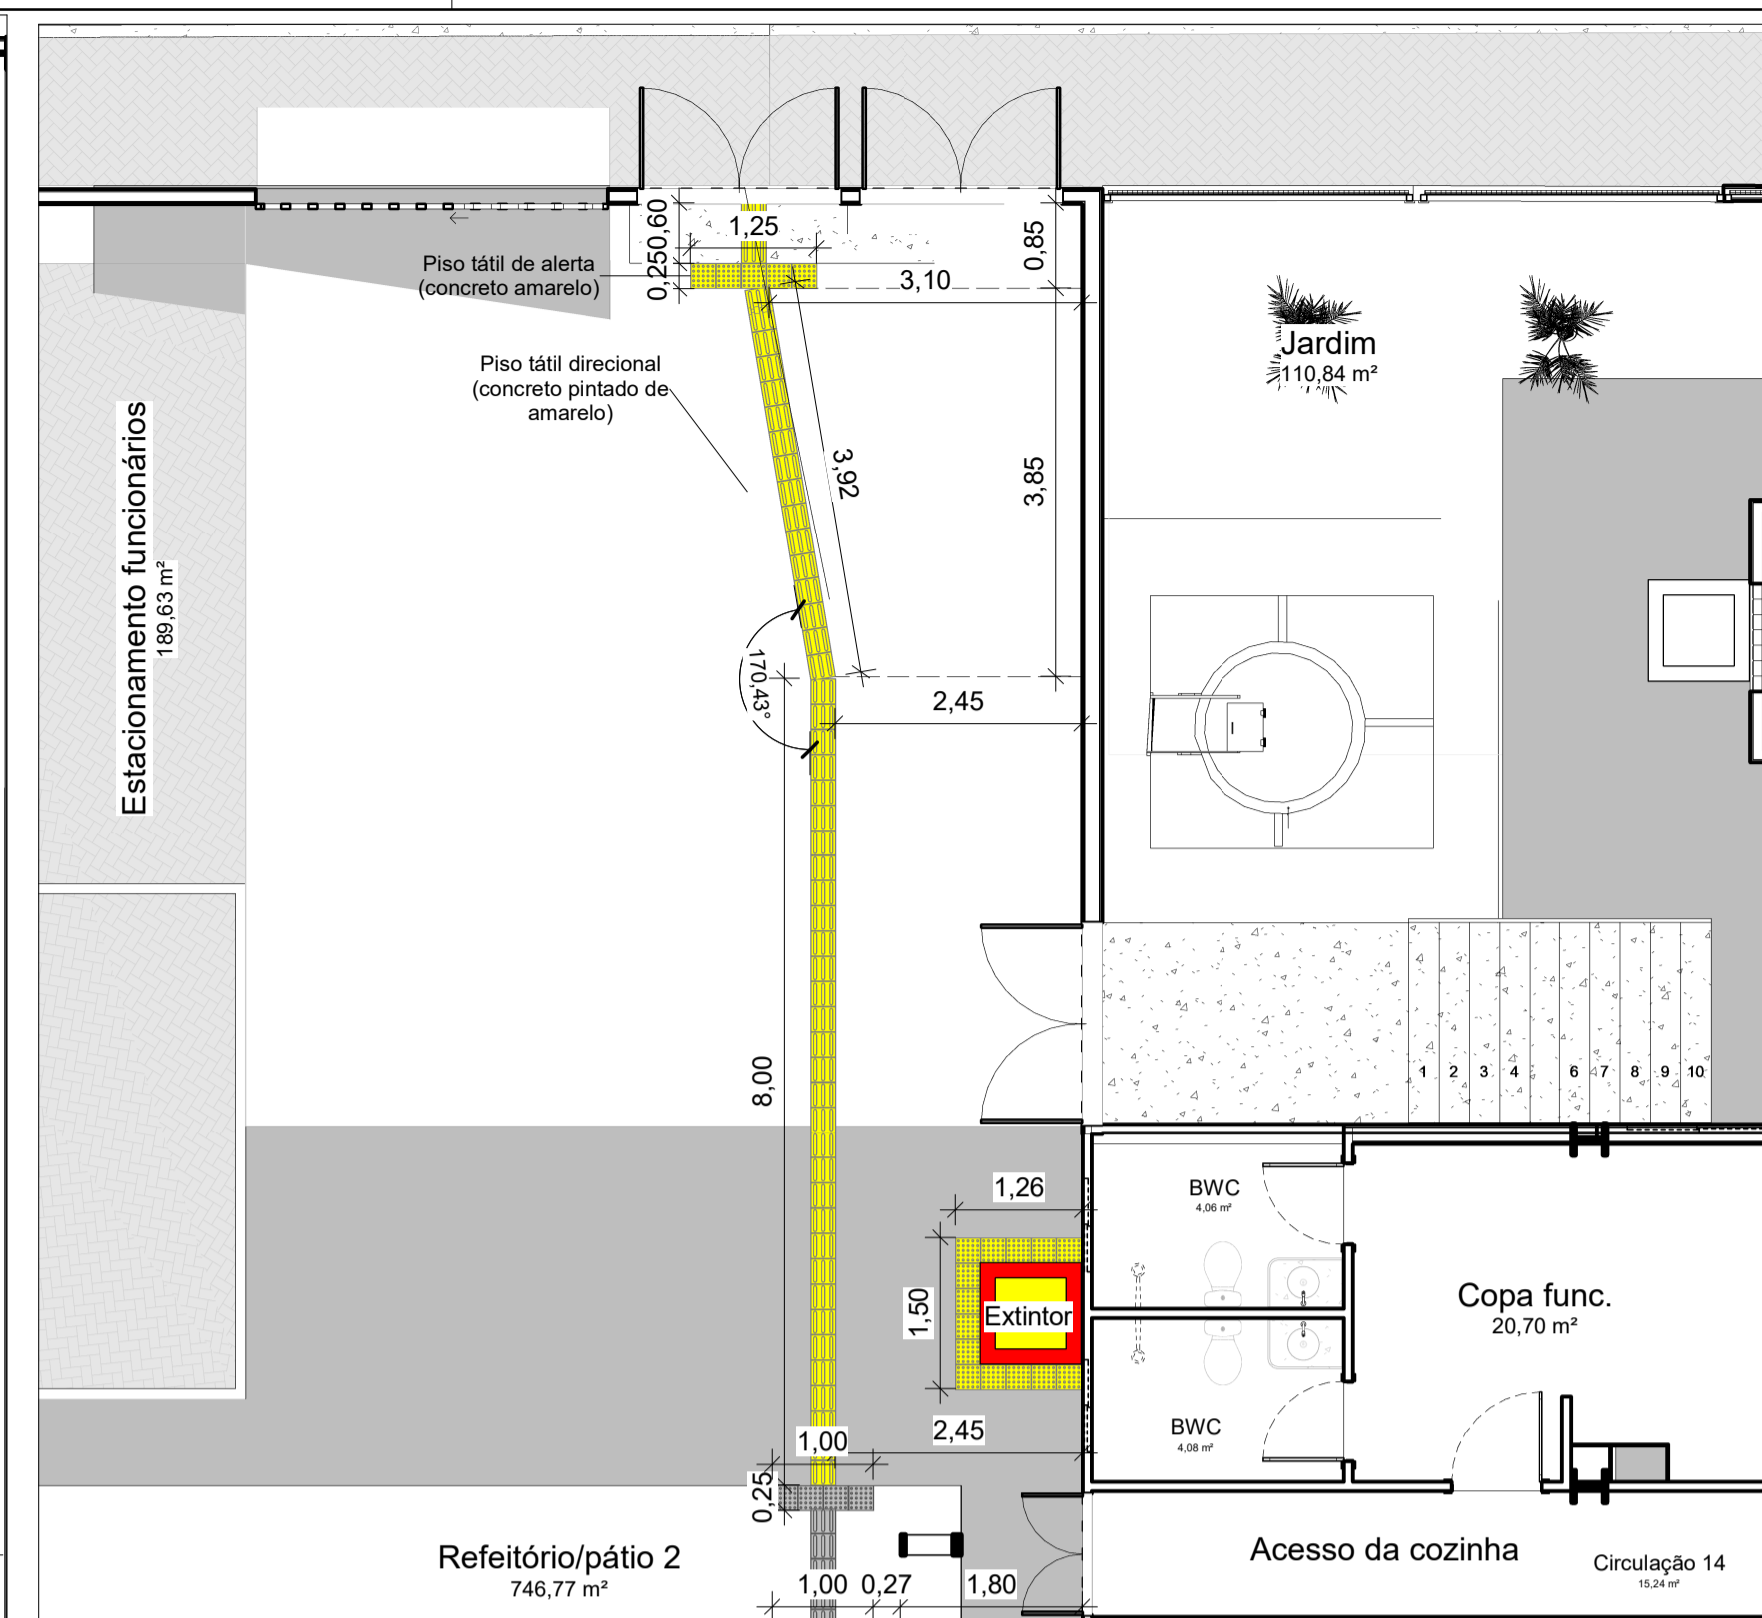 0,60
1,25
0,85
0,25
3,10
Piso tátil de alerta
(concreto amarelo)
Piso tátil direcional
(concreto pintado de
amarelo)
Jardim
110,84 m²
Estacionamento funcionários
189,63 m²
3,92
3,85
170,43°
2,45
8,00
1 2 3 4 6 7 8 9 10
1,26
BWC
4,06 m²
1,50
Extintor
Copa func.
20,70 m²
BWC
4,08 m²
2,45
1,00
0,25
Refeitório/pátio 2
746,77 m²
Acesso da cozinha
Circulação 14
15,24 m²
1,00 0,27 1,80